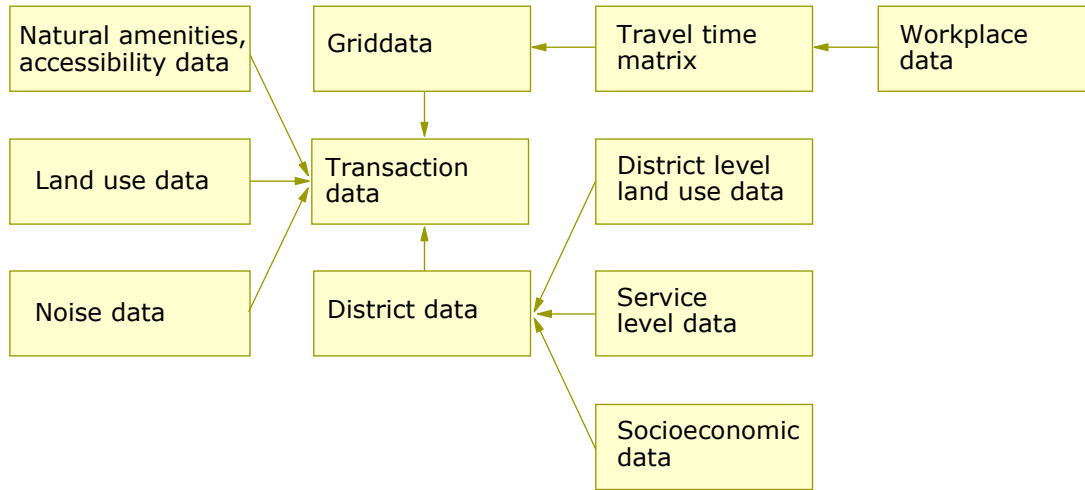 Natural amenities,
accessibility data
Griddata
Travel time
matrix
Workplace
data
Land use data
Transaction
data
District level
land use data
Noise data
District data
Service
level data
Socioeconomic
data